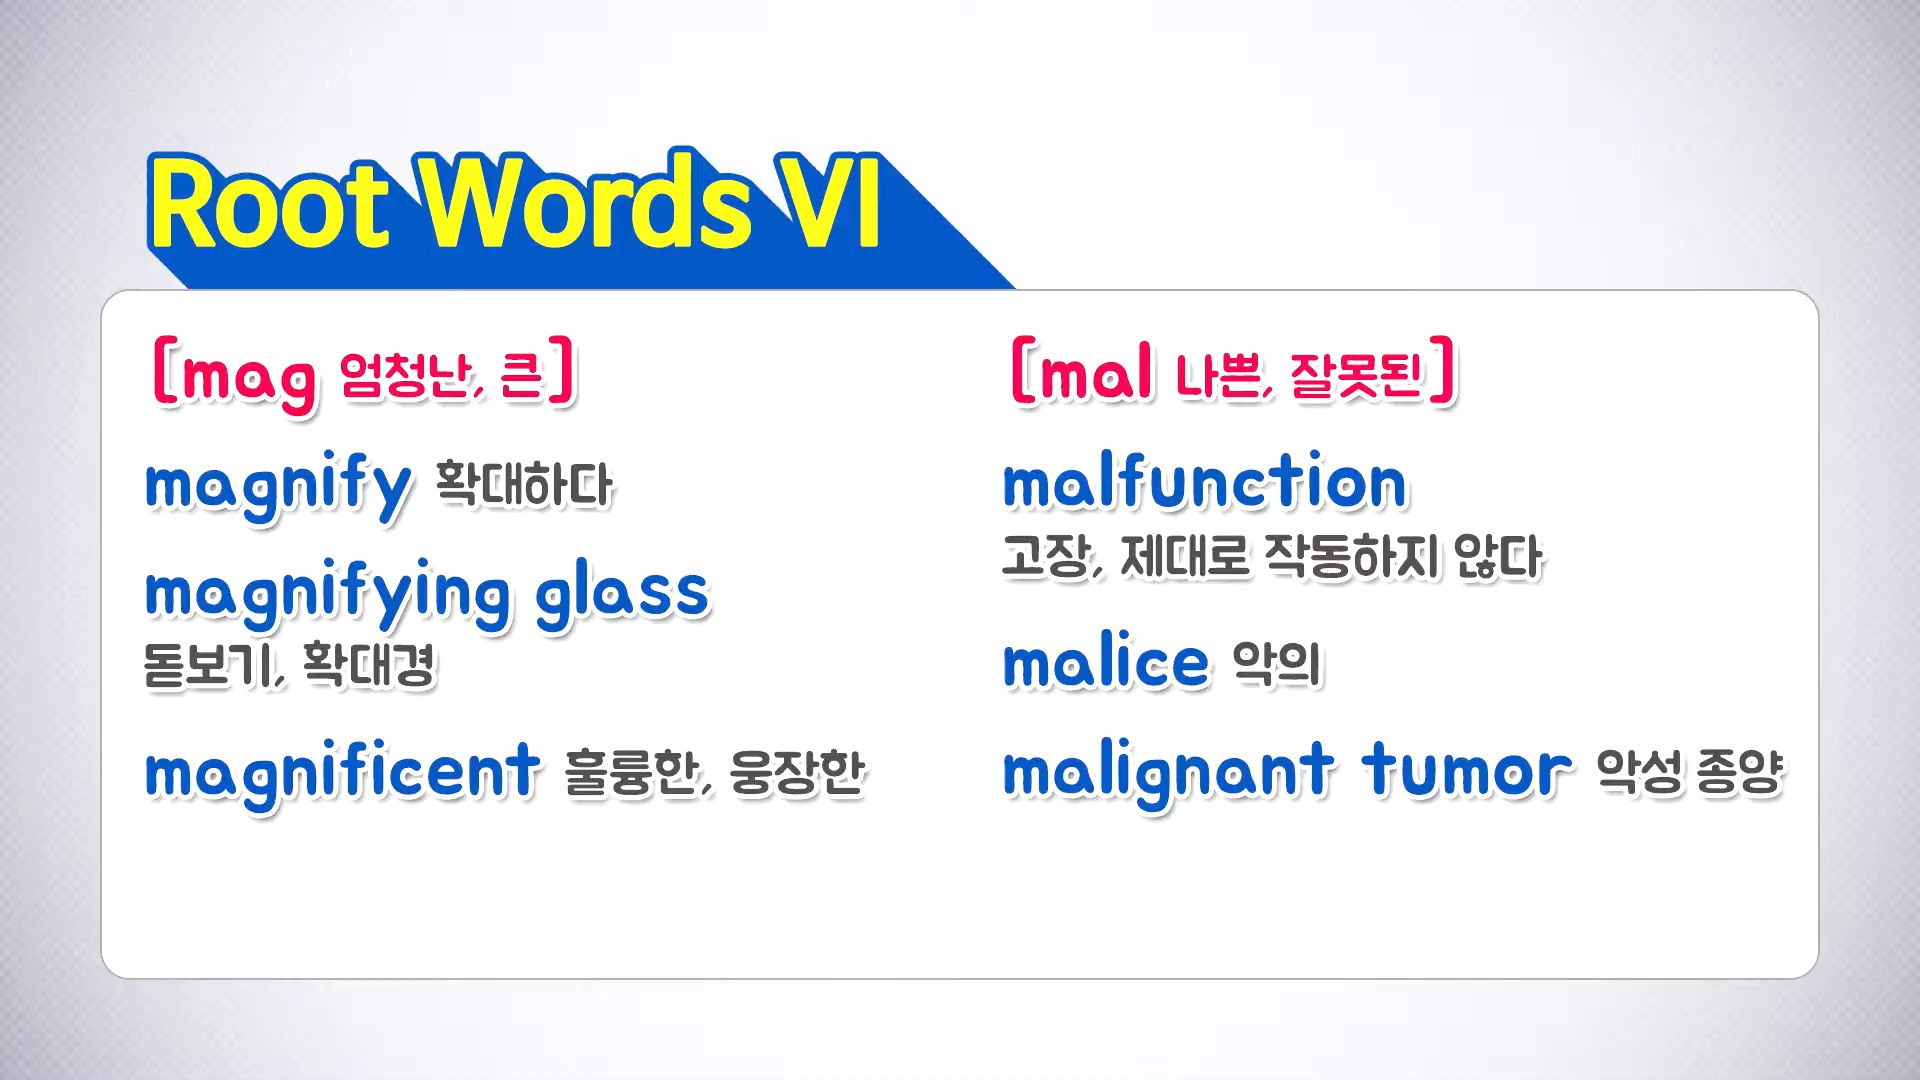 Root Words VI
[mag 엄청난, 큰]
magnify 확대하다
magnifying glass
돋보기, 확대경
magnificent 훌륭한, 웅장한
[mal 나쁜, 잘못된]
malfunction
고장, 제대로 작동하지 않다
malice 악의
malignant tumor 악성 종양